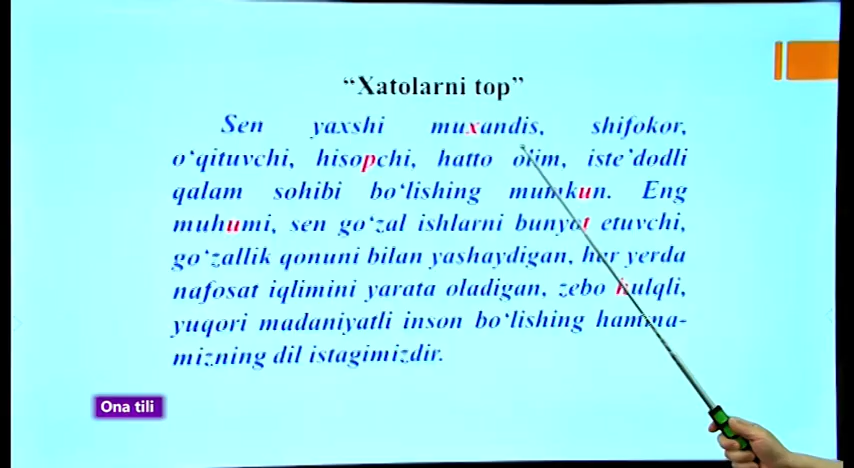 “Xatolarni top”
Sen yaxshi muxandis, shifokor,
o‘qituvchi, hisopchi, hatto olim, iste’dodli
qalam sohibi bo‘lishing mumkun. Eng
muhumi, sen go‘zal ishlarni bunyot etuvchi,
go‘zallik qonuni bilan yashaydigan, har yerda
nafosat iqlimini yarata oladigan, zebo hulqli,
yuqori madaniyatli inson bo‘lishing hamma-
mizning dil istagimizdir.
Ona tili